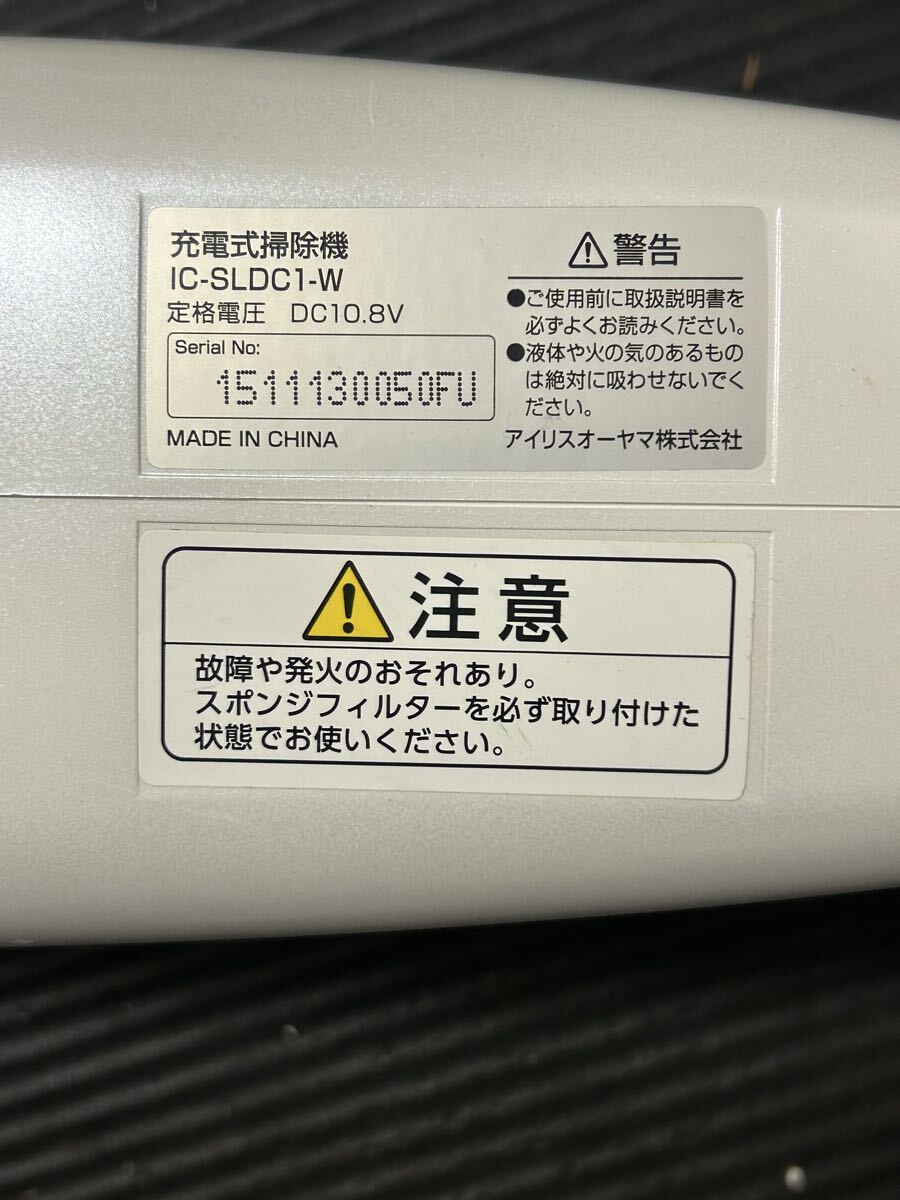 充電式掃除機
IC-SLDC1-W
定格電圧 DC10.8V
Serial No:
1511130050FU
MADE IN CHINA
警告
●ご使用前に取扱説明書を
必ずよくお読みください。
●液体や火の気のあるもの
は絶対に吸わせないでく
ださい。
アイリスオーヤマ株式会社
注意
故障や発火のおそれあり。
スポンジフィルターを必ず取り付けた
状態でお使いください。